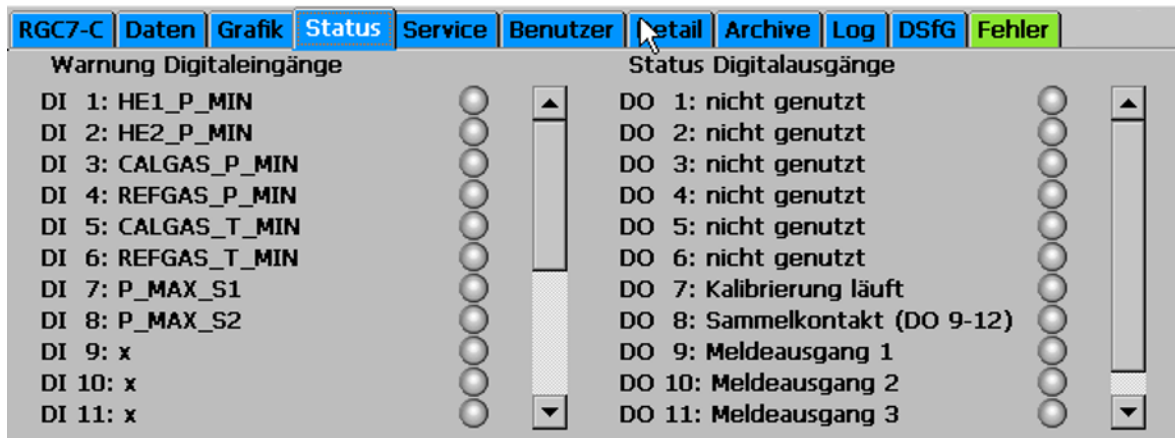 RGC7-C Daten Grafik Status Service Benutzer Detail Archive Log DSfG Fehler
Warnung Digitaleingänge
DI 1: HE1_P_MIN
DI 2: HE2_P_MIN
DI 3: CALGAS_P_MIN
DI 4: REFGAS_P_MIN
DI 5: CALGAS_T_MIN
DI 6: REFGAS_T_MIN
DI 7: P_MAX_S1
DI 8: P_MAX_S2
DI 9: x
DI 10: x
DI 11: x
Status Digitalausgänge
DO 1: nicht genutzt
DO 2: nicht genutzt
DO 3: nicht genutzt
DO 4: nicht genutzt
DO 5: nicht genutzt
DO 6: nicht genutzt
DO 7: Kalibrierung läuft
DO 8: Sammelkontakt (DO 9-12)
DO 9: Meldeausgang 1
DO 10: Meldeausgang 2
DO 11: Meldeausgang 3